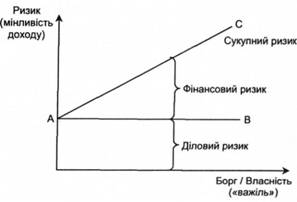 Ризик
(мінливість
доходу)
C
Сукупний ризик
Фінансовий ризик
A
B
Діловий ризик
Борг / Власність
(«важіль»)